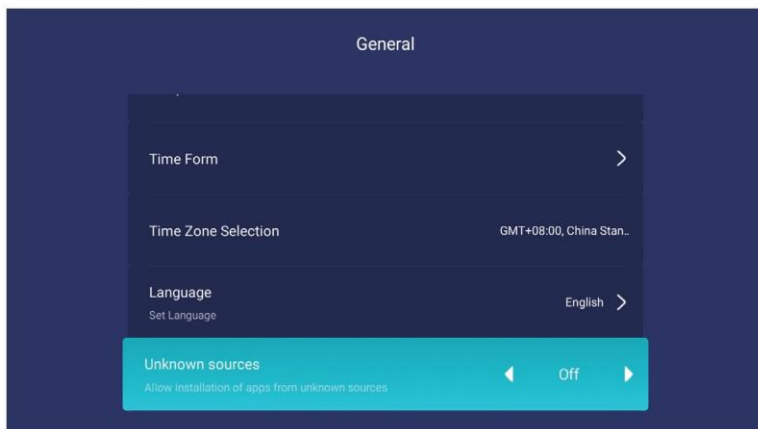 General
Time Form
Time Zone Selection
GMT+08:00, China Stan..
Language
Set Language
English
Unknown sources
Allow installation of apps from unknown sources
Off